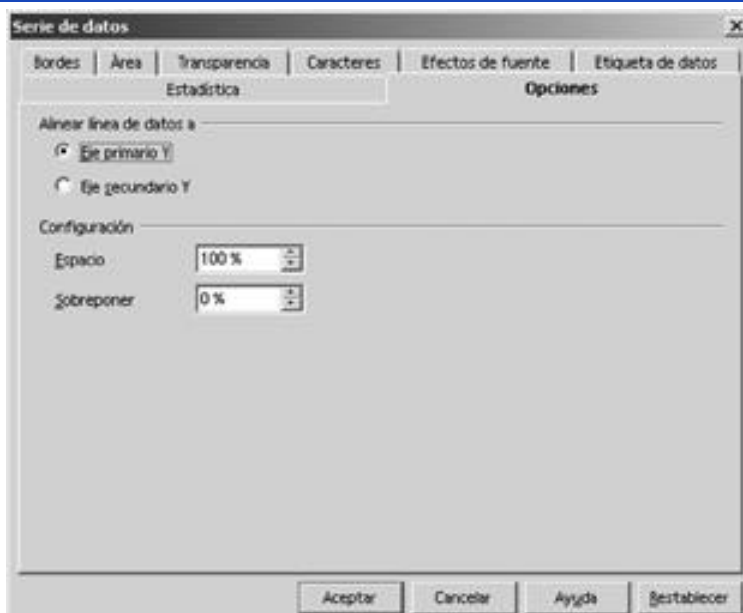 Serie de datos
Bordes Área Transparencia Caracteres Efectos de fuente Etiqueta de datos
Estadística Opciones
Alinear línea de datos a
Eje primario Y
Eje secundario Y
Configuración
Espacio 100 %
Sobreponer 0 %
Aceptar Cancelar Ayuda Restablecer